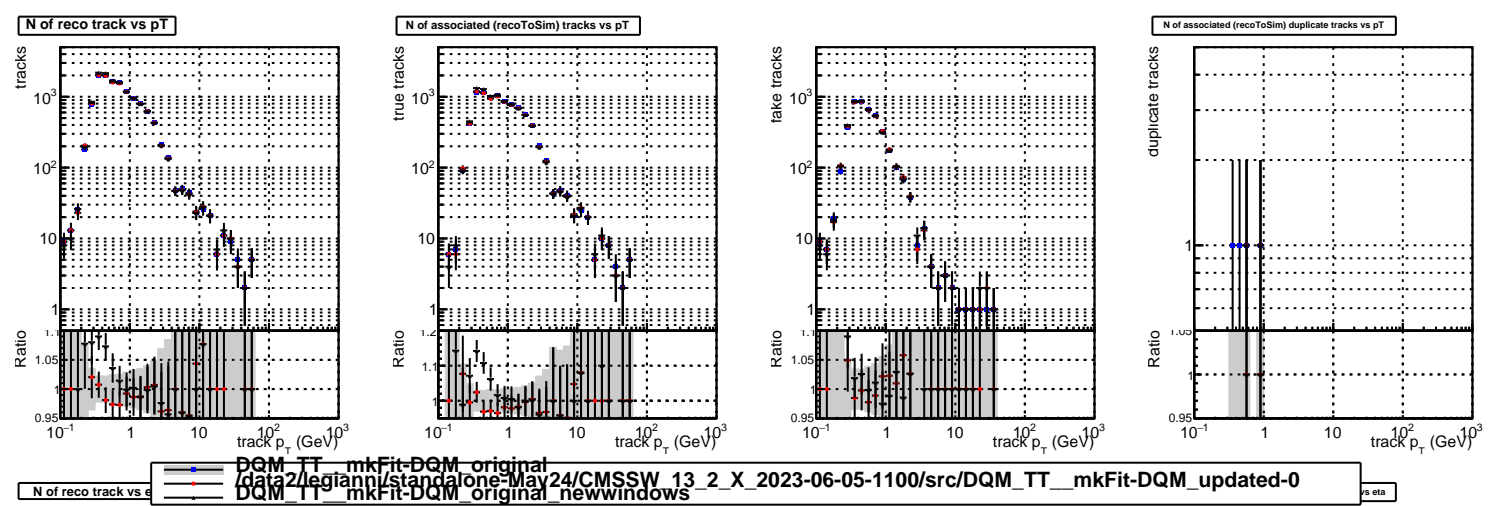 N of reco track vs pT
N of associated (recoToSim) tracks vs pT
N of associated (recoToSim) duplicate tracks vs pT
tracks
10³
10²
10
1
Ratio
1.1
1.05
1
0.95
10⁻¹ 1 10 10² 10³
track p_T (GeV)
true tracks
10³
10²
10
1
Ratio
1.2
1.1
1
10⁻¹ 1 10 10² 10³
track p_T (GeV)
fake tracks
10³
10²
10
1
Ratio
1.1
1.05
1
0.95
10⁻¹ 1 10 10² 10³
track p_T (GeV)
duplicate tracks
1
Ratio
1.05
1
0.95
10⁻¹ 1 10 10² 10³
track p_T (GeV)
DQM_TT__mkFit-DQM_original
/data2/legianni/standalone-May24/CMSSW_13_2_X_2023-06-05-1100/src/DQM_TT__mkFit-DQM_updated-0
DQM_TT__mkFit-DQM_original_newwindows
N of reco track vs e
vs eta